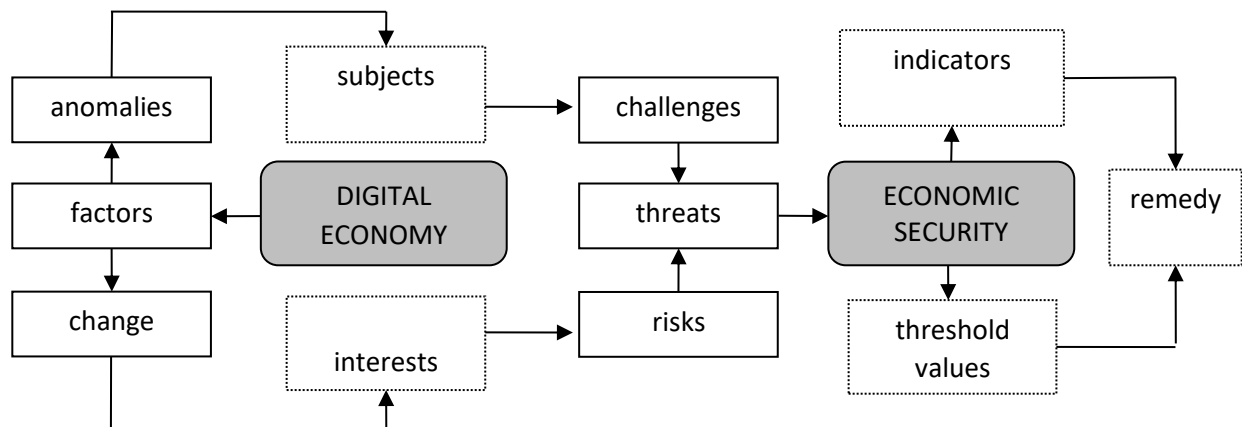 subjects
indicators
anomalies
challenges
factors
DIGITAL
ECONOMY
threats
ECONOMIC
SECURITY
remedy
change
interests
risks
threshold
values